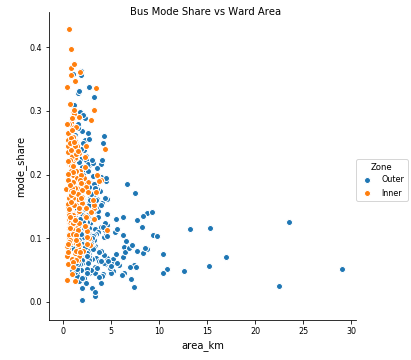 Bus Mode Share vs Ward Area
0.4
0.3
0.2
0.1
0.0
mode_share
Zone
Outer
Inner
0 5 10 15 20 25 30
area_km